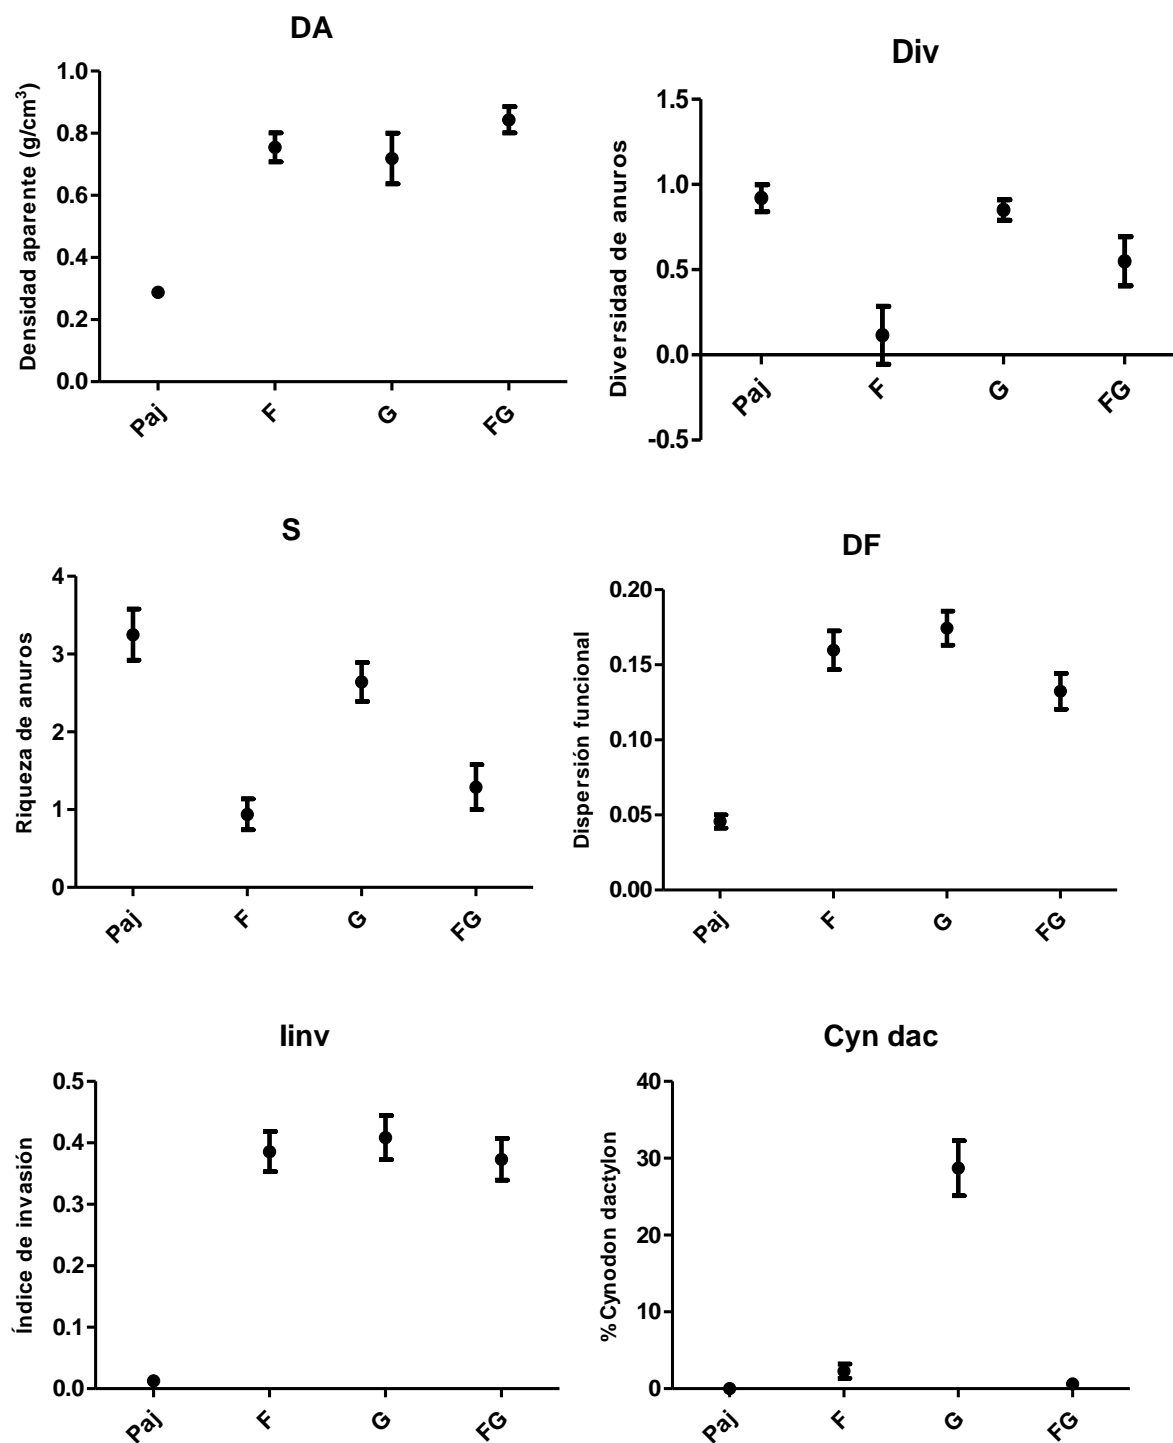 DA
Densidad aparente (g/cm³)
1.0
0.8
0.6
0.4
0.2
0.0
Paj
F
G
FG
Div
Diversidad de anuros
1.5
1.0
0.5
0.0
-0.5
Paj
F
G
FG
S
Riqueza de anuros
4
3
2
1
0
Paj
F
G
FG
DF
Dispersión funcional
0.20
0.15
0.10
0.05
0.00
Paj
F
G
FG
Iinv
Índice de invasión
0.5
0.4
0.3
0.2
0.1
0.0
Paj
F
G
FG
Cyn dac
%Cynodon dactylon
40
30
20
10
0
Paj
F
G
FG